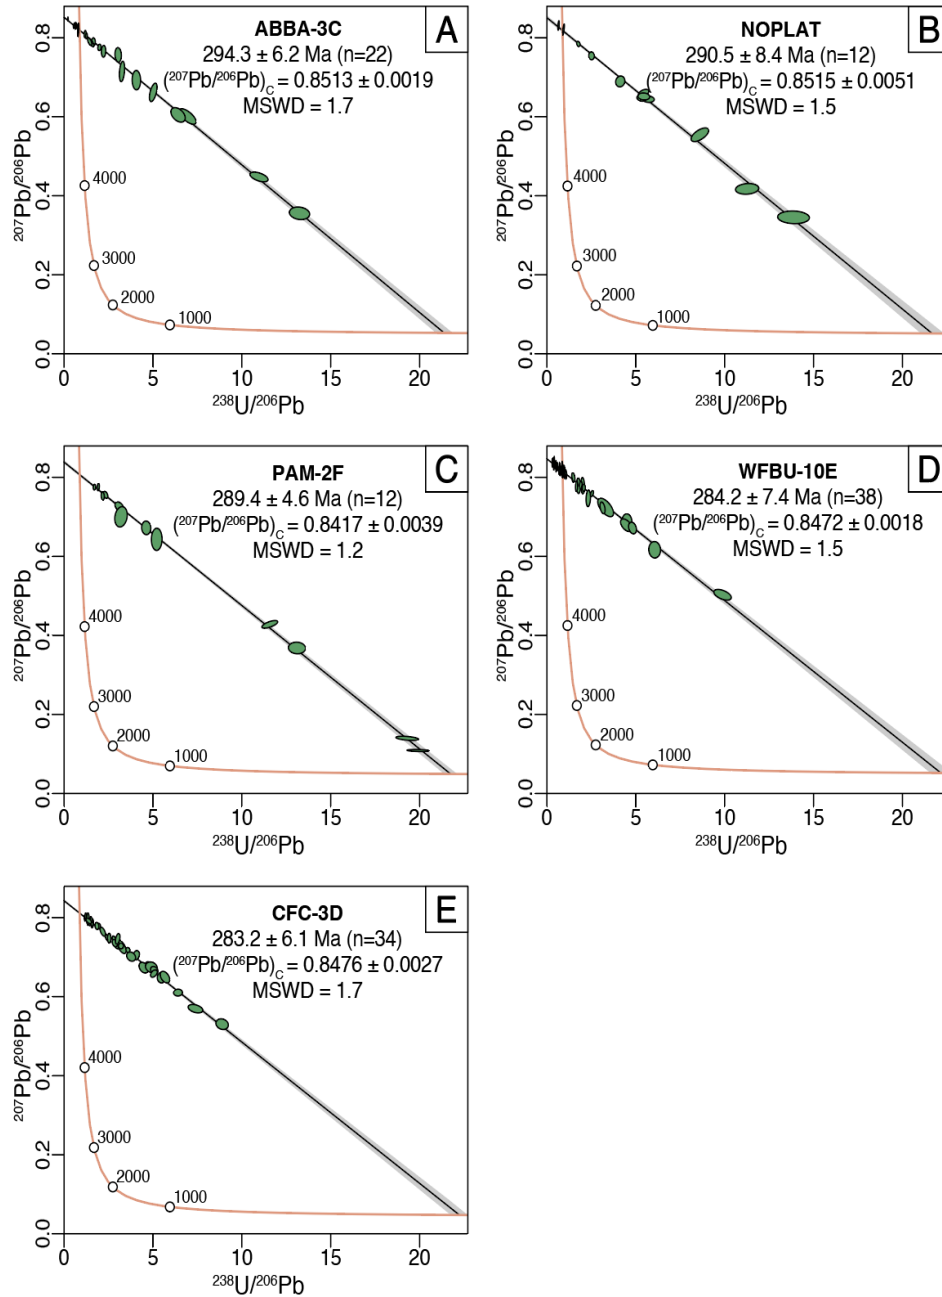 A
ABBA-3C
294.3 ± 6.2 Ma (n=22)
(²⁰⁷Pb/²⁰⁶Pb)C = 0.8513 ± 0.0019
MSWD = 1.7
0.8
0.6
0.4
0.2
0.0
²⁰⁷Pb/²⁰⁶Pb
4000
3000
2000
1000
0 5 10 15 20
²³⁸U/²⁰⁶Pb
B
NOPLAT
290.5 ± 8.4 Ma (n=12)
(²⁰⁷Pb/²⁰⁶Pb)C = 0.8515 ± 0.0051
MSWD = 1.5
0.8
0.6
0.4
0.2
0.0
²⁰⁷Pb/²⁰⁶Pb
4000
3000
2000
1000
0 5 10 15 20
²³⁸U/²⁰⁶Pb
C
PAM-2F
289.4 ± 4.6 Ma (n=12)
(²⁰⁷Pb/²⁰⁶Pb)C = 0.8417 ± 0.0039
MSWD = 1.2
0.8
0.6
0.4
0.2
0.0
²⁰⁷Pb/²⁰⁶Pb
4000
3000
2000
1000
0 5 10 15 20
²³⁸U/²⁰⁶Pb
D
WFBU-10E
284.2 ± 7.4 Ma (n=38)
(²⁰⁷Pb/²⁰⁶Pb)C = 0.8472 ± 0.0018
MSWD = 1.5
0.8
0.6
0.4
0.2
0.0
²⁰⁷Pb/²⁰⁶Pb
4000
3000
2000
1000
0 5 10 15 20
²³⁸U/²⁰⁶Pb
E
CFC-3D
283.2 ± 6.1 Ma (n=34)
(²⁰⁷Pb/²⁰⁶Pb)C = 0.8476 ± 0.0027
MSWD = 1.7
0.8
0.6
0.4
0.2
0.0
²⁰⁷Pb/²⁰⁶Pb
4000
3000
2000
1000
0 5 10 15 20
²³⁸U/²⁰⁶Pb